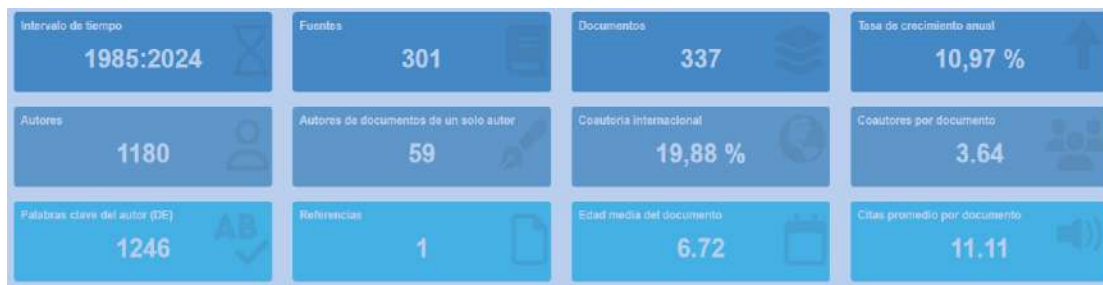 Intervalo de tiempo
1985:2024
Fuentes
301
Documentos
337
Tasa de crecimiento anual
10,97 %
Autores
1180
Autores de documentos de un solo autor
59
Coautoria internacional
19,88 %
Coautores por documento
3.64
Palabras clave del autor (DE)
1246
AB
Referencias
1
Edad media del documento
6.72
Citas promedio por documento
11.11